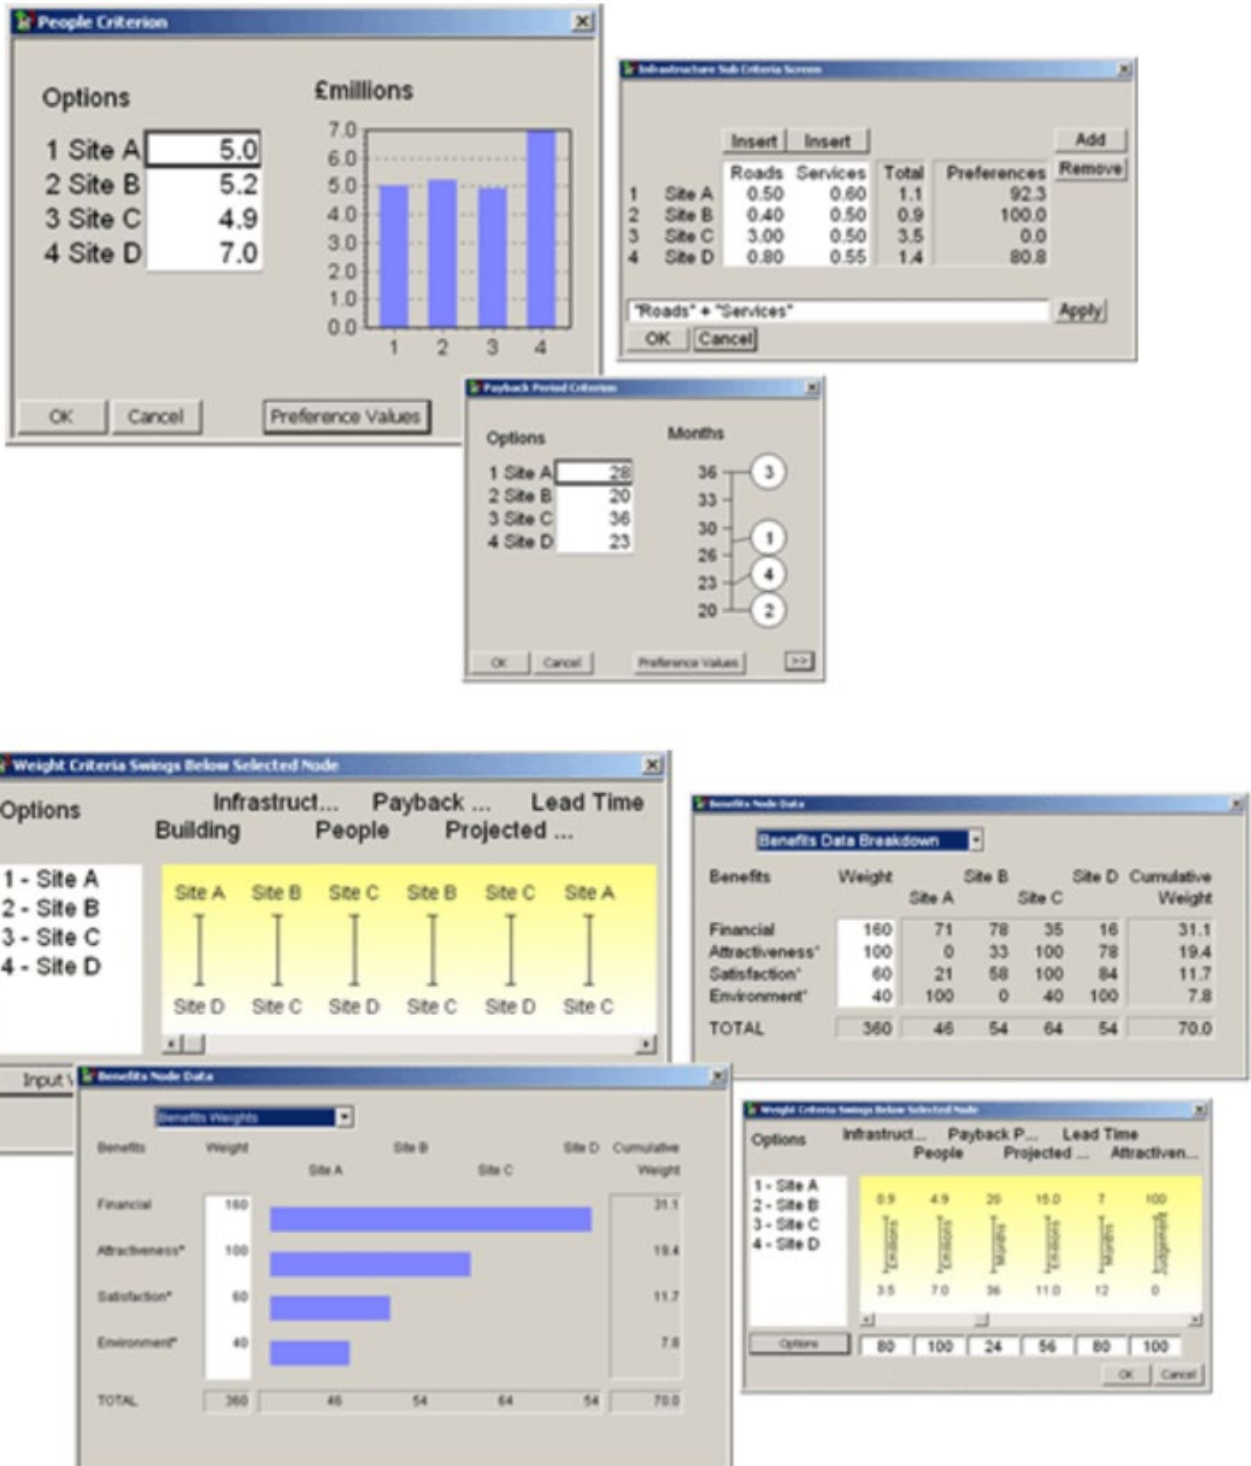 People Criterion
Options
£millions
1 Site A 5.0
2 Site B 5.2
3 Site C 4.9
4 Site D 7.0
7.0
6.0
5.0
4.0
3.0
2.0
1.0
0.0
1 2 3 4
OK Cancel Preference Values
Infrastructure Sub Criteria Screen
Insert Insert Add
Roads Services Total Preferences Remove
1 Site A 0.50 0.60 1.1 92.3
2 Site B 0.40 0.50 0.9 100.0
3 Site C 3.00 0.50 3.5 0.0
4 Site D 0.80 0.55 1.4 80.8
"Roads" + "Services" Apply
OK Cancel
Payback Period Criterion
Options
Months
1 Site A 28
2 Site B 20
3 Site C 36
4 Site D 23
36 3
33
30
1
26
4
23
20 2
OK Cancel Preference Values >>
Weight Criteria Swings Below Selected Node
Options
Infrastruct... Payback ... Lead Time
Building People Projected ...
1 - Site A
2 - Site B
3 - Site C
4 - Site D
Site A Site B Site C Site B Site C Site A
Site D Site C Site D Site C Site D Site C
Input
Benefits Node Data
Benefits Data Breakdown
Benefits Weight Site B Site D Cumulative
Site A Site C Weight
Financial 160 71 78 35 16 31.1
Attractiveness* 100 0 33 100 78 19.4
Satisfaction* 60 21 58 100 84 11.7
Environment* 40 100 0 40 100 7.8
TOTAL 360 46 54 64 54 70.0
Benefits Node Data
Benefits Weights
Benefits Weight Site B Site D Cumulative
Site A Site C Weight
Financial 160 31.1
Attractiveness* 100 19.4
Satisfaction* 60 11.7
Environment* 40 7.8
TOTAL 360 46 54 64 54 70.0
Weight Criteria Swings Below Selected Node
Options
Infrastruct... Payback P... Lead Time
People Projected ... Attractiven...
1 - Site A
2 - Site B
3 - Site C
4 - Site D
0.9 4.9 20 15.0 7 100
£millions £millions Months £millions Months Judgement
3.5 7.0 36 11.0 12 0
Options 80 100 24 56 80 100
OK Cancel